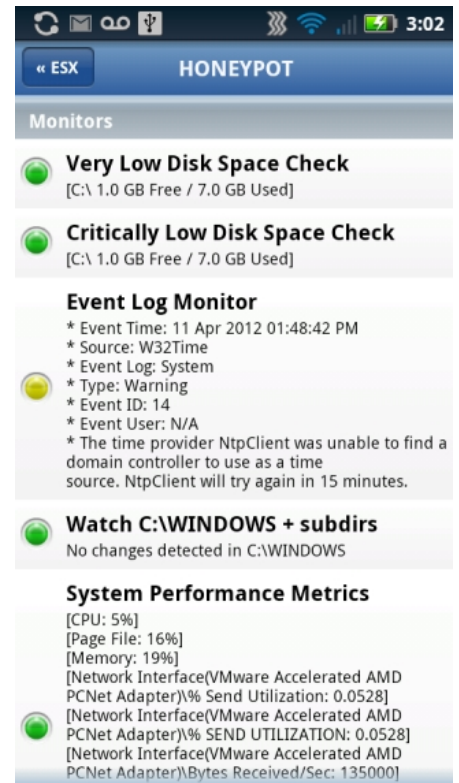 3:02
« ESX
HONEYPOT
Monitors
Very Low Disk Space Check
[C:\ 1.0 GB Free / 7.0 GB Used]
Critically Low Disk Space Check
[C:\ 1.0 GB Free / 7.0 GB Used]
Event Log Monitor
* Event Time: 11 Apr 2012 01:48:42 PM
* Source: W32Time
* Event Log: System
* Type: Warning
* Event ID: 14
* Event User: N/A
* The time provider NtpClient was unable to find a
domain controller to use as a time
source. NtpClient will try again in 15 minutes.
Watch C:\WINDOWS + subdirs
No changes detected in C:\WINDOWS
System Performance Metrics
[CPU: 5%]
[Page File: 16%]
[Memory: 19%]
[Network Interface(VMware Accelerated AMD
PCNet Adapter)\% Send Utilization: 0.0528]
[Network Interface(VMware Accelerated AMD
PCNet Adapter)\% SEND UTILIZATION: 0.0528]
[Network Interface(VMware Accelerated AMD
PCNet Adapter)\Bytes Received/Sec: 135000]